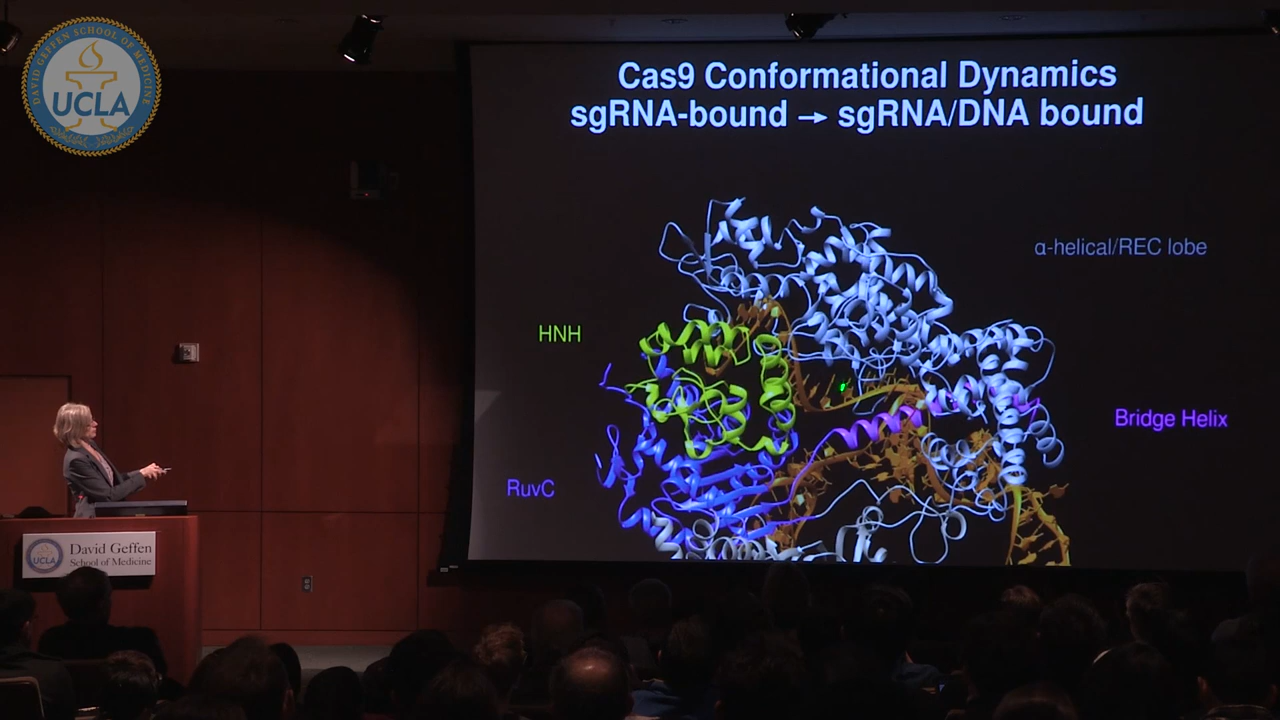 DAVID GEFFEN SCHOOL OF MEDICINE
UCLA
Cas9 Conformational Dynamics
sgRNA-bound → sgRNA/DNA bound
α-helical/REC lobe
HNH
Bridge Helix
RuvC
UCLA
David Geffen
School of Medicine